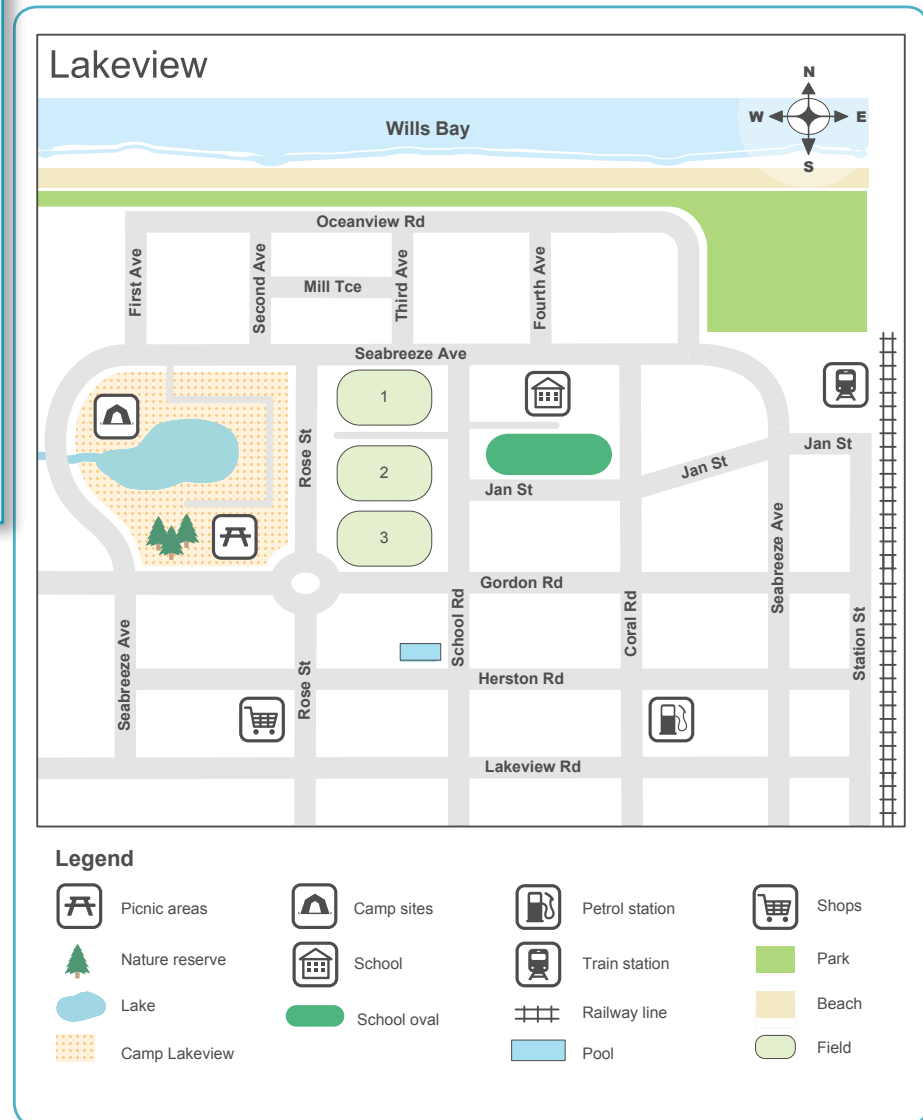 Lakeview
N
W
E
S
Wills Bay
Oceanview Rd
First Ave
Second Ave
Mill Tce
Third Ave
Fourth Ave
Seabreeze Ave
1
2
3
Rose St
Jan St
Jan St
Jan St
Gordon Rd
Seabreeze Ave
Seabreeze Ave
Rose St
School Rd
Coral Rd
Station St
Herston Rd
Lakeview Rd
Legend
Picnic areas
Camp sites
Petrol station
Shops
Nature reserve
School
Train station
Park
Lake
School oval
Railway line
Beach
Camp Lakeview
Pool
Field